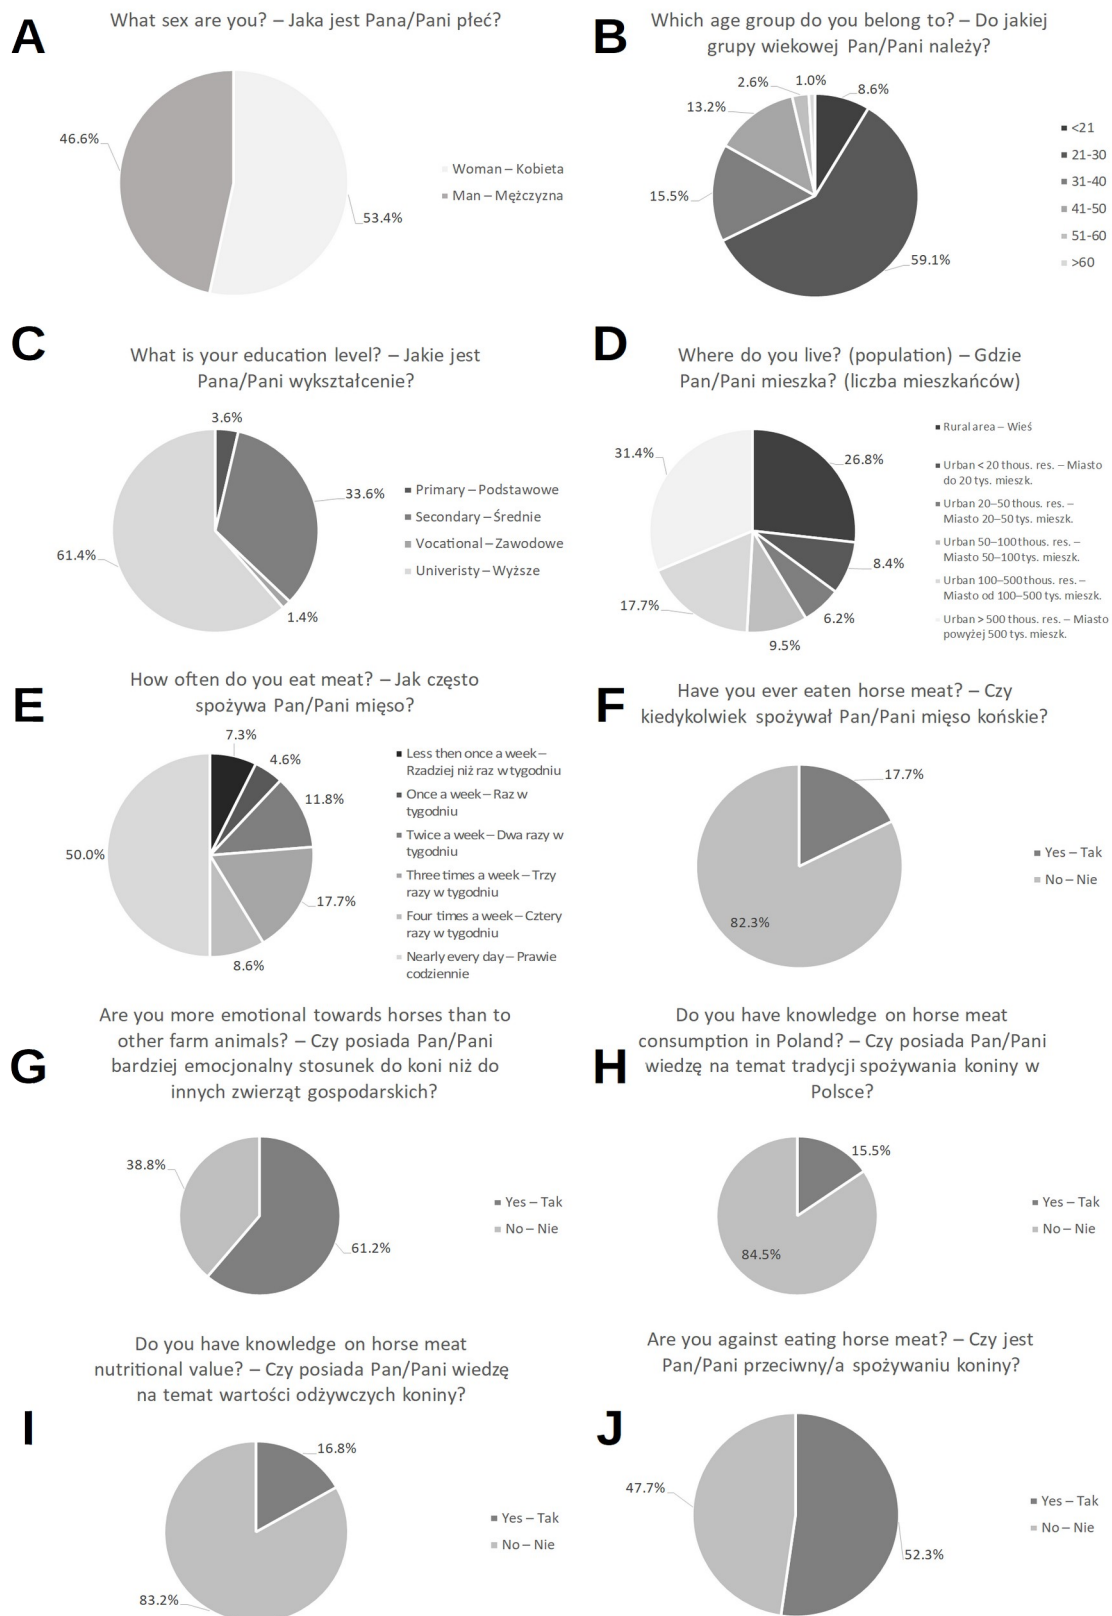 A
What sex are you? – Jaka jest Pana/Pani płeć?
46.6%
53.4%
Woman – Kobieta
Man – Mężczyzna
B
Which age group do you belong to? – Do jakiej
grupy wiekowej Pan/Pani należy?
2.6%
1.0%
8.6%
13.2%
15.5%
59.1%
<21
21-30
31-40
41-50
51-60
>60
C
What is your education level? – Jakie jest
Pana/Pani wykształcenie?
3.6%
33.6%
61.4%
1.4%
Primary – Podstawowe
Secondary – Średnie
Vocational – Zawodowe
Univeristy – Wyższe
D
Where do you live? (population) – Gdzie
Pan/Pani mieszka? (liczba mieszkańców)
31.4%
26.8%
8.4%
17.7%
6.2%
9.5%
Rural area – Wieś
Urban < 20 thous. res. – Miasto
do 20 tys. mieszk.
Urban 20–50 thous. res. –
Miasto 20–50 tys. mieszk.
Urban 50–100 thous. res. –
Miasto 50–100 tys. mieszk.
Urban 100–500 thous. res. –
Miasto od 100–500 tys. mieszk.
Urban > 500 thous. res. – Miasto
powyżej 500 tys. mieszk.
E
How often do you eat meat? – Jak często
spożywa Pan/Pani mięso?
7.3%
4.6%
11.8%
50.0%
17.7%
8.6%
Less then once a week –
Rzadziej niż raz w tygodniu
Once a week – Raz w
tygodniu
Twice a week – Dwa razy w
tygodniu
Three times a week – Trzy
razy w tygodniu
Four times a week – Cztery
razy w tygodniu
Nearly every day – Prawie
codziennie
F
Have you ever eaten horse meat? – Czy
kiedykolwiek spożywał Pan/Pani mięso końskie?
17.7%
82.3%
Yes – Tak
No – Nie
G
Are you more emotional towards horses than to
other farm animals? – Czy posiada Pan/Pani
bardziej emocjonalny stosunek do koni niż do
innych zwierząt gospodarskich?
38.8%
61.2%
Yes – Tak
No – Nie
H
Do you have knowledge on horse meat
consumption in Poland? – Czy posiada Pan/Pani
wiedzę na temat tradycji spożywania koniny w
Polsce?
15.5%
84.5%
Yes – Tak
No – Nie
I
Do you have knowledge on horse meat
nutritional value? – Czy posiada Pan/Pani wiedzę
na temat wartości odżywczych koniny?
16.8%
83.2%
Yes – Tak
No – Nie
J
Are you against eating horse meat? – Czy jest
Pan/Pani przeciwny/a spożywaniu koniny?
47.7%
52.3%
Yes – Tak
No – Nie